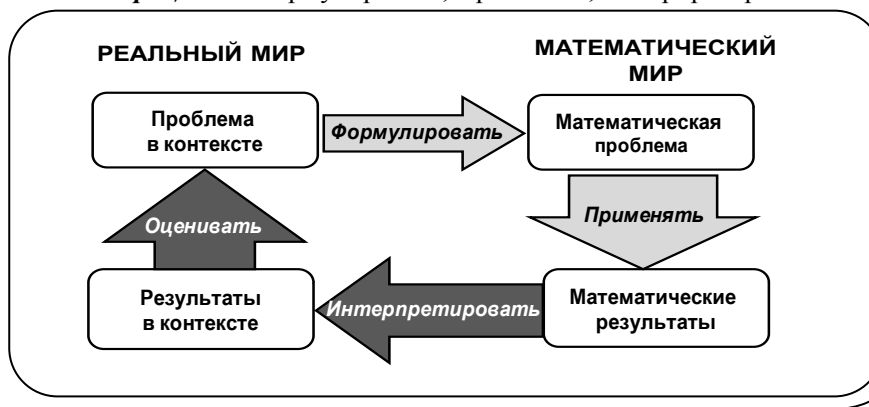 РЕАЛЬНЫЙ МИР
МАТЕМАТИЧЕСКИЙ
МИР
Проблема
в контексте
Формулировать
Математическая
проблема
Оценивать
Применять
Результаты
в контексте
Интерпретировать
Математические
результаты